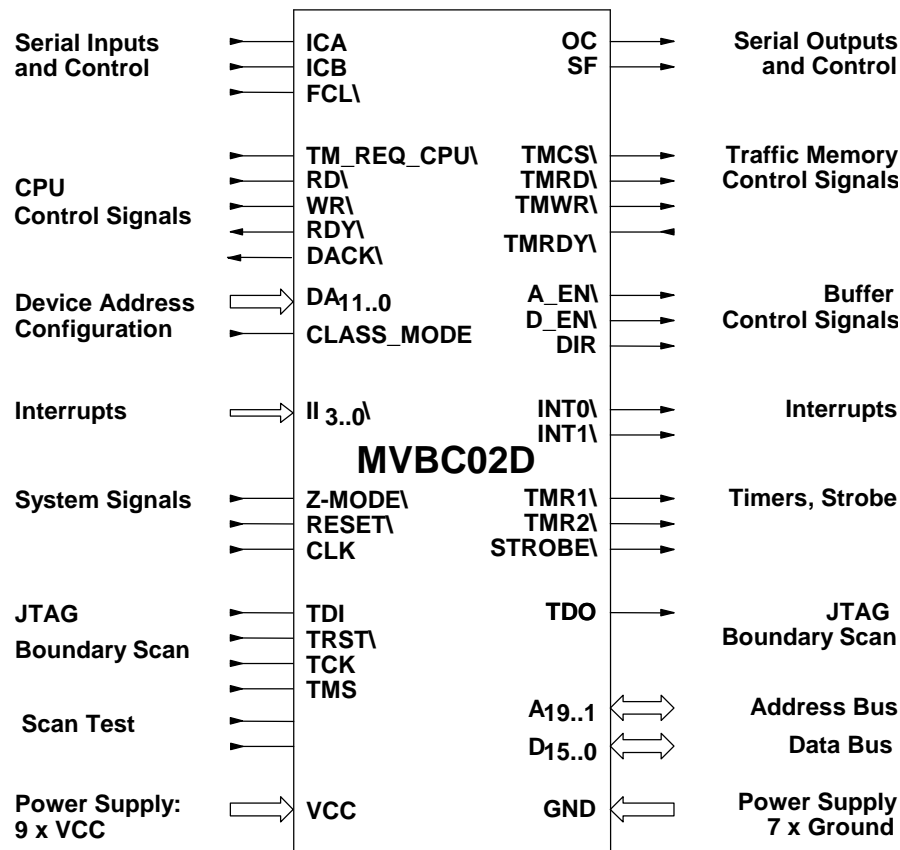 Serial Inputs
and Control
ICA
ICB
FCL\
OC
SF
Serial Outputs
and Control
CPU
Control Signals
TM_REQ_CPU\
RD\
WR\
RDY\
DACK\
TMCS\
TMRD\
TMWR\
TMRDY\
Traffic Memory
Control Signals
Device Address
Configuration
DA11..0
CLASS_MODE
A_EN\
D_EN\
DIR
Buffer
Control Signals
Interrupts
II 3..0\
INT0\
INT1\
Interrupts
MVBC02D
System Signals
Z-MODE\
RESET\
CLK
TMR1\
TMR2\
STROBE\
Timers, Strobe
JTAG
Boundary Scan
TDI
TRST\
TCK
TMS
TDO
JTAG
Boundary Scan
Scan Test
A19..1
D15..0
Address Bus
Data Bus
Power Supply:
9 x VCC
VCC
GND
Power Supply
7 x Ground